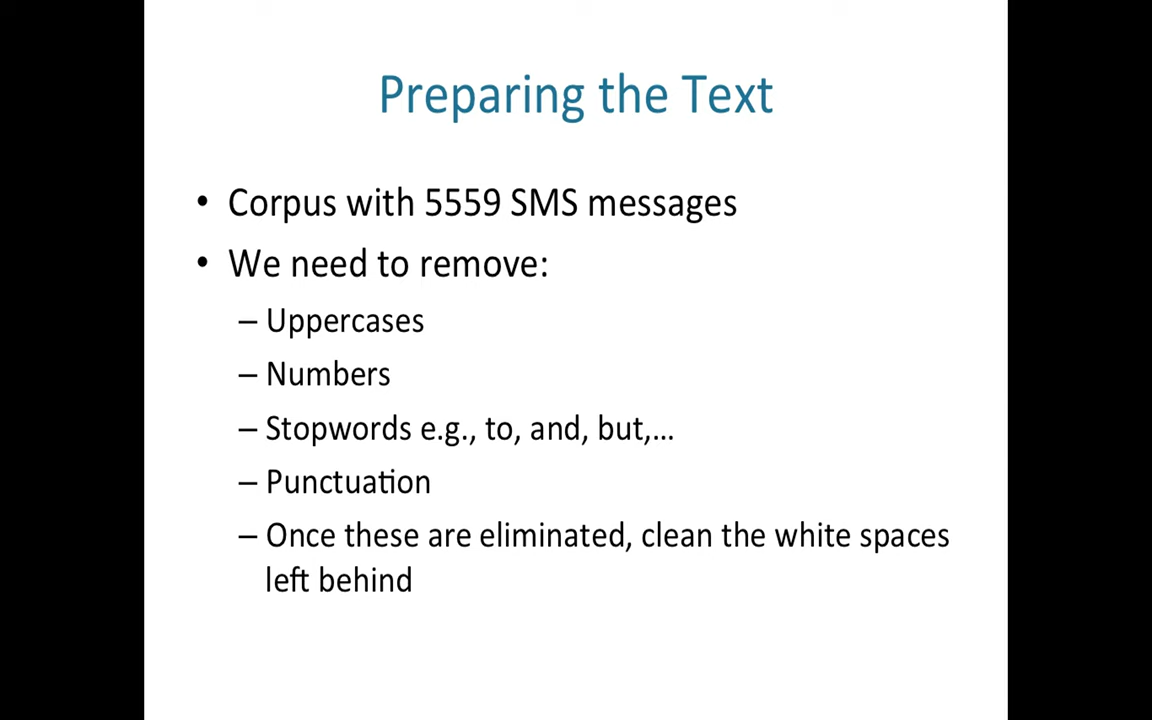 Preparing the Text
• Corpus with 5559 SMS messages
• We need to remove:
– Uppercases
– Numbers
– Stopwords e.g., to, and, but,...
– Punctuation
– Once these are eliminated, clean the white spaces
left behind